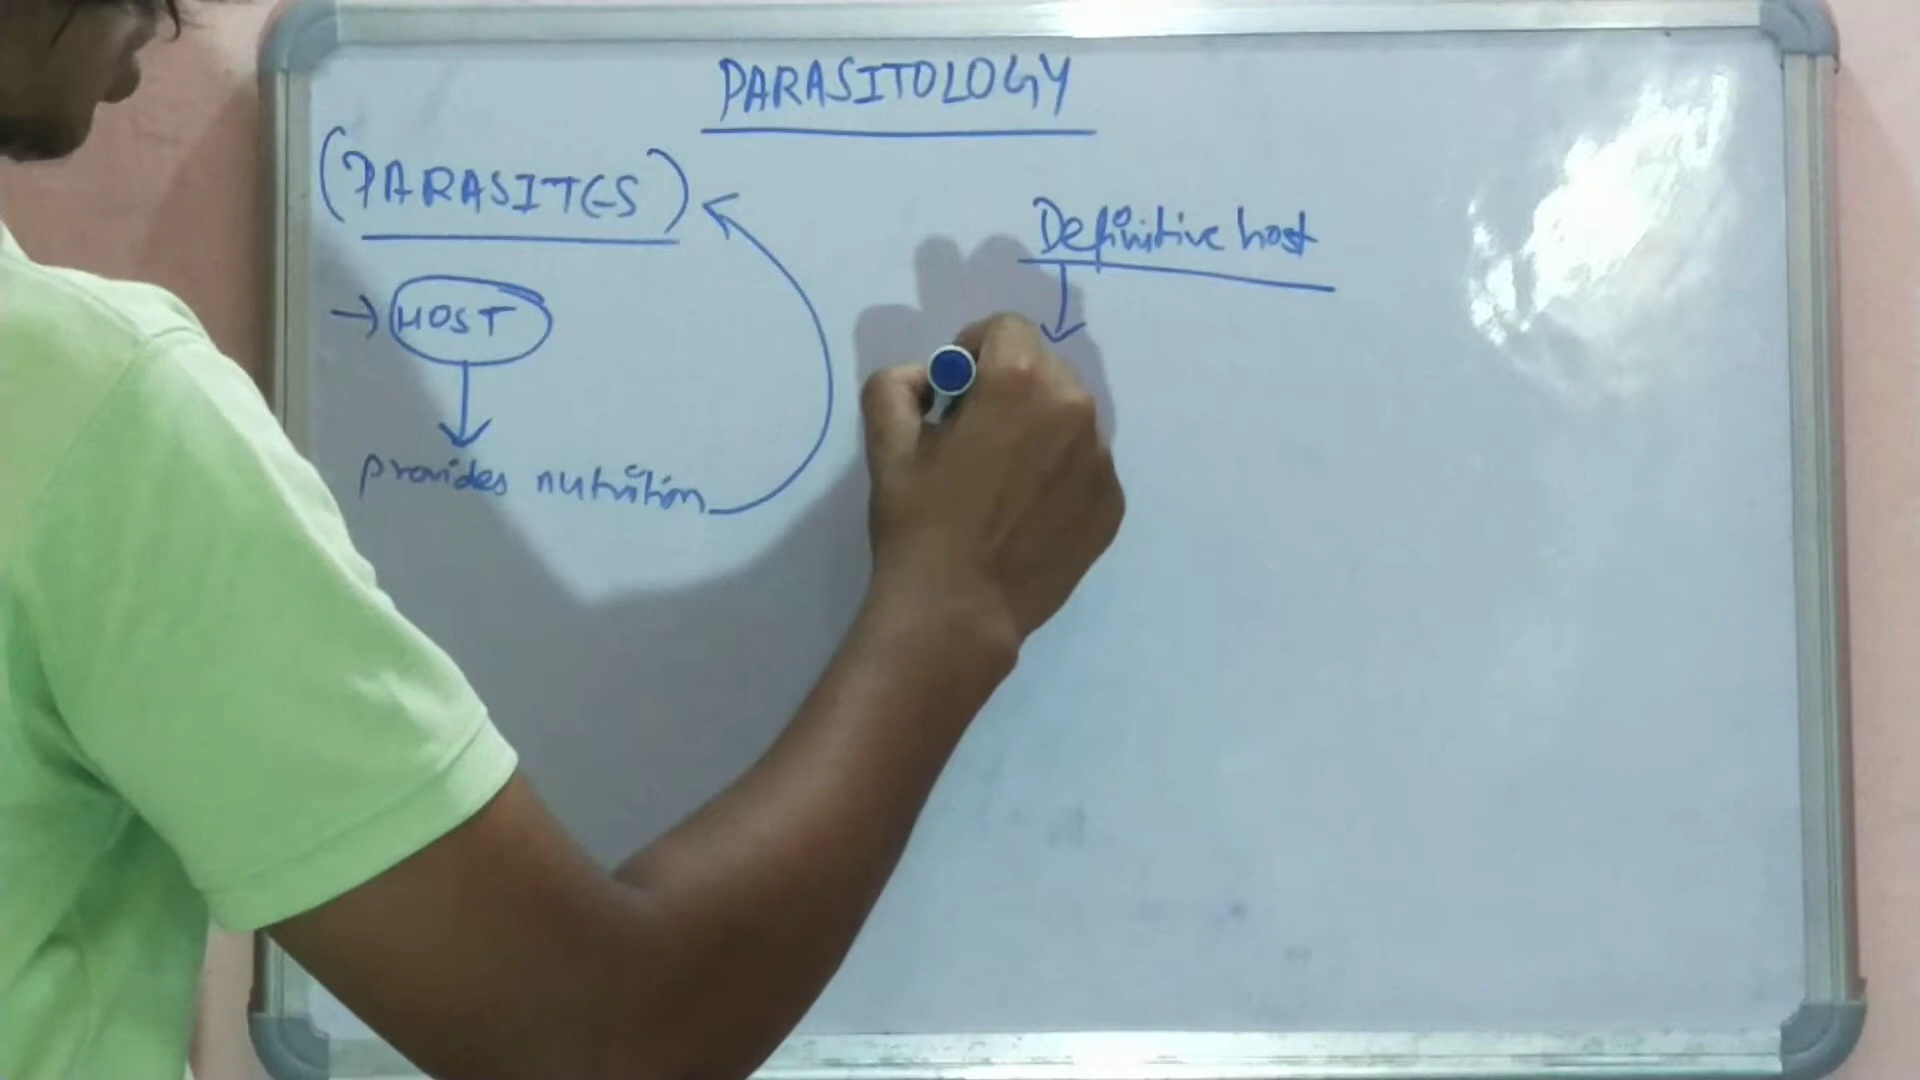 PARASITOLOGY
(PARASITES)
→ HOST
provides nutrition
Definitive host